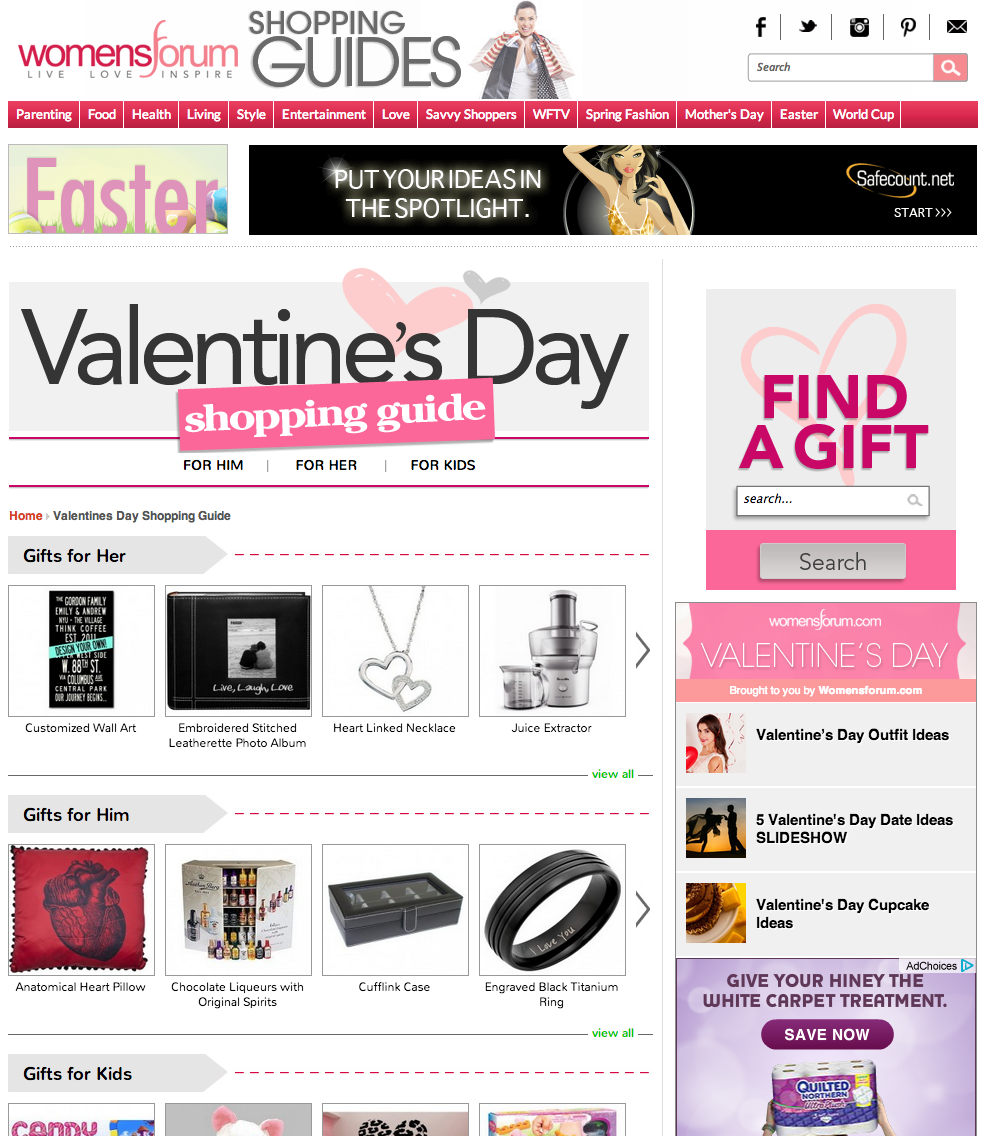 womensforum
LIVE LOVE INSPIRE
SHOPPING
GUIDES
Search
Parenting Food Health Living Style Entertainment Love Savvy Shoppers WFTV Spring Fashion Mother's Day Easter World Cup
Easter
PUT YOUR IDEAS IN
THE SPOTLIGHT.
Safecount.net
START >>>
Valentine's Day
shopping guide
FOR HIM | FOR HER | FOR KIDS
FIND
A GIFT
search...
Search
Home Valentines Day Shopping Guide
Gifts for Her
THE GORDON FAMILY
EMILY & ANDREW
NYU • THE VILLAGE
THINK COFFEE
EST. 2011
DESIGN YOUR OWN!
WEST SIDE
W. 88TH ST.
VIA COLUMBUS AVE
CENTRAL PARK
OUR JOURNEY BEGINS...
Live, Laugh, Love
Customized Wall Art
Embroidered Stitched
Leatherette Photo Album
Heart Linked Necklace
Juice Extractor
view all
womensforum.com
VALENTINE'S DAY
Brought to you by Womensforum.com
Valentine's Day Outfit Ideas
5 Valentine's Day Date Ideas
SLIDESHOW
Valentine's Day Cupcake
Ideas
Gifts for Him
I Love You
Anatomical Heart Pillow
Chocolate Liqueurs with
Original Spirits
Cufflink Case
Engraved Black Titanium
Ring
view all
AdChoices
GIVE YOUR HINEY THE
WHITE CARPET TREATMENT.
SAVE NOW
QUILTED
NORTHERN
Ultra Plush
Gifts for Kids
CANDY